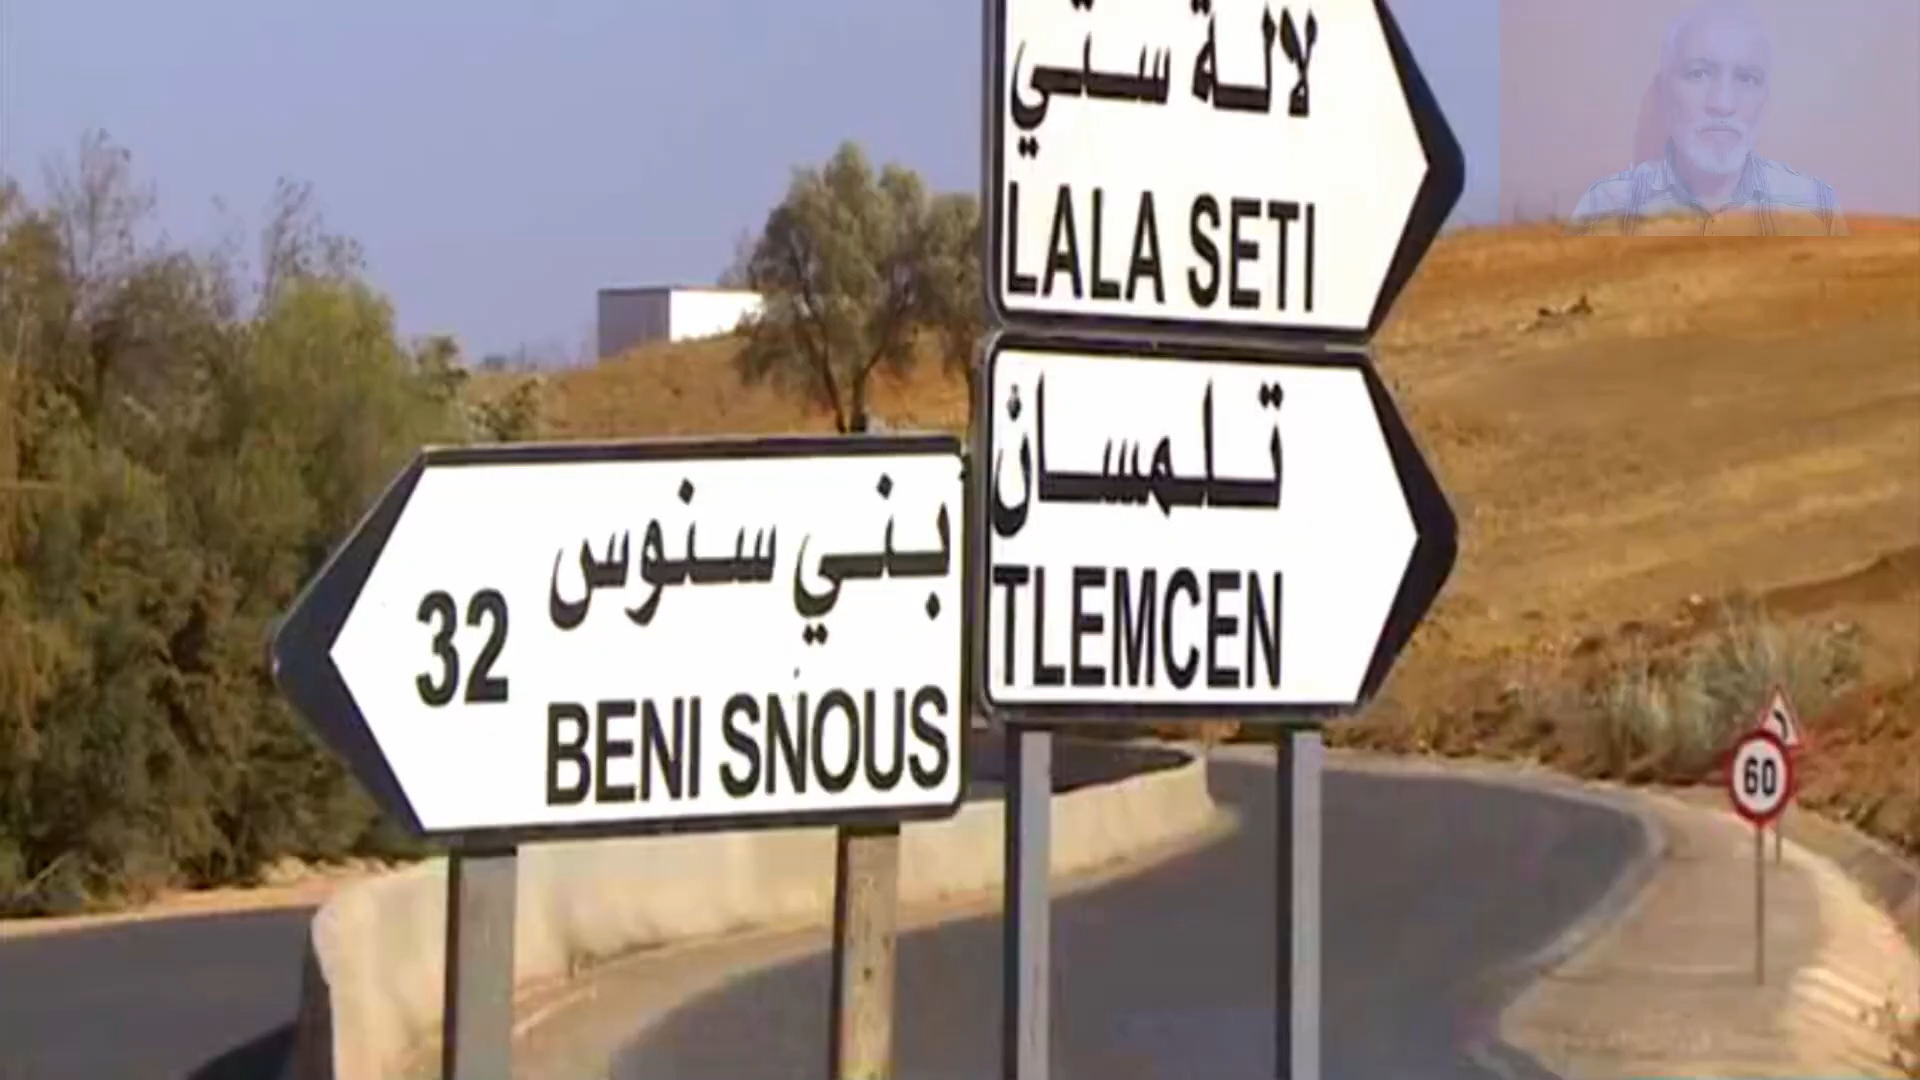 لالة ستي
LALA SETI
تلمسان
TLEMCEN
بني سنوس
32
BENI SNOUS
60